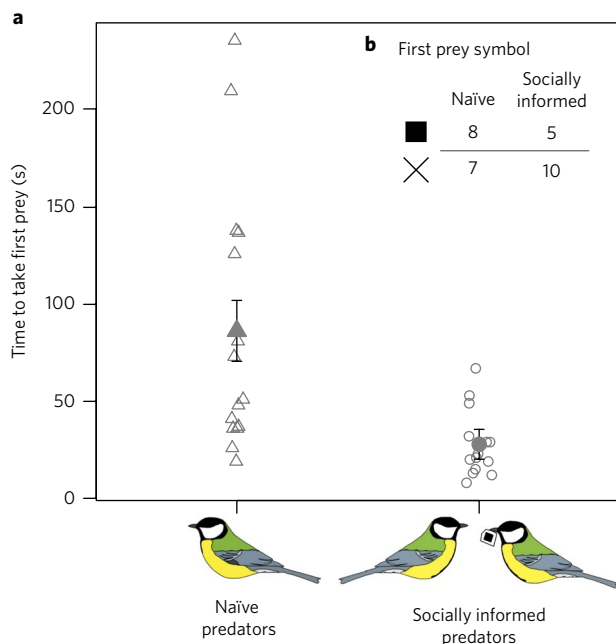 a
b First prey symbol
Naïve
Socially
informed
8 5
7 10
Time to take first prey (s)
200
150
100
50
0
Naïve
predators
Socially informed
predators